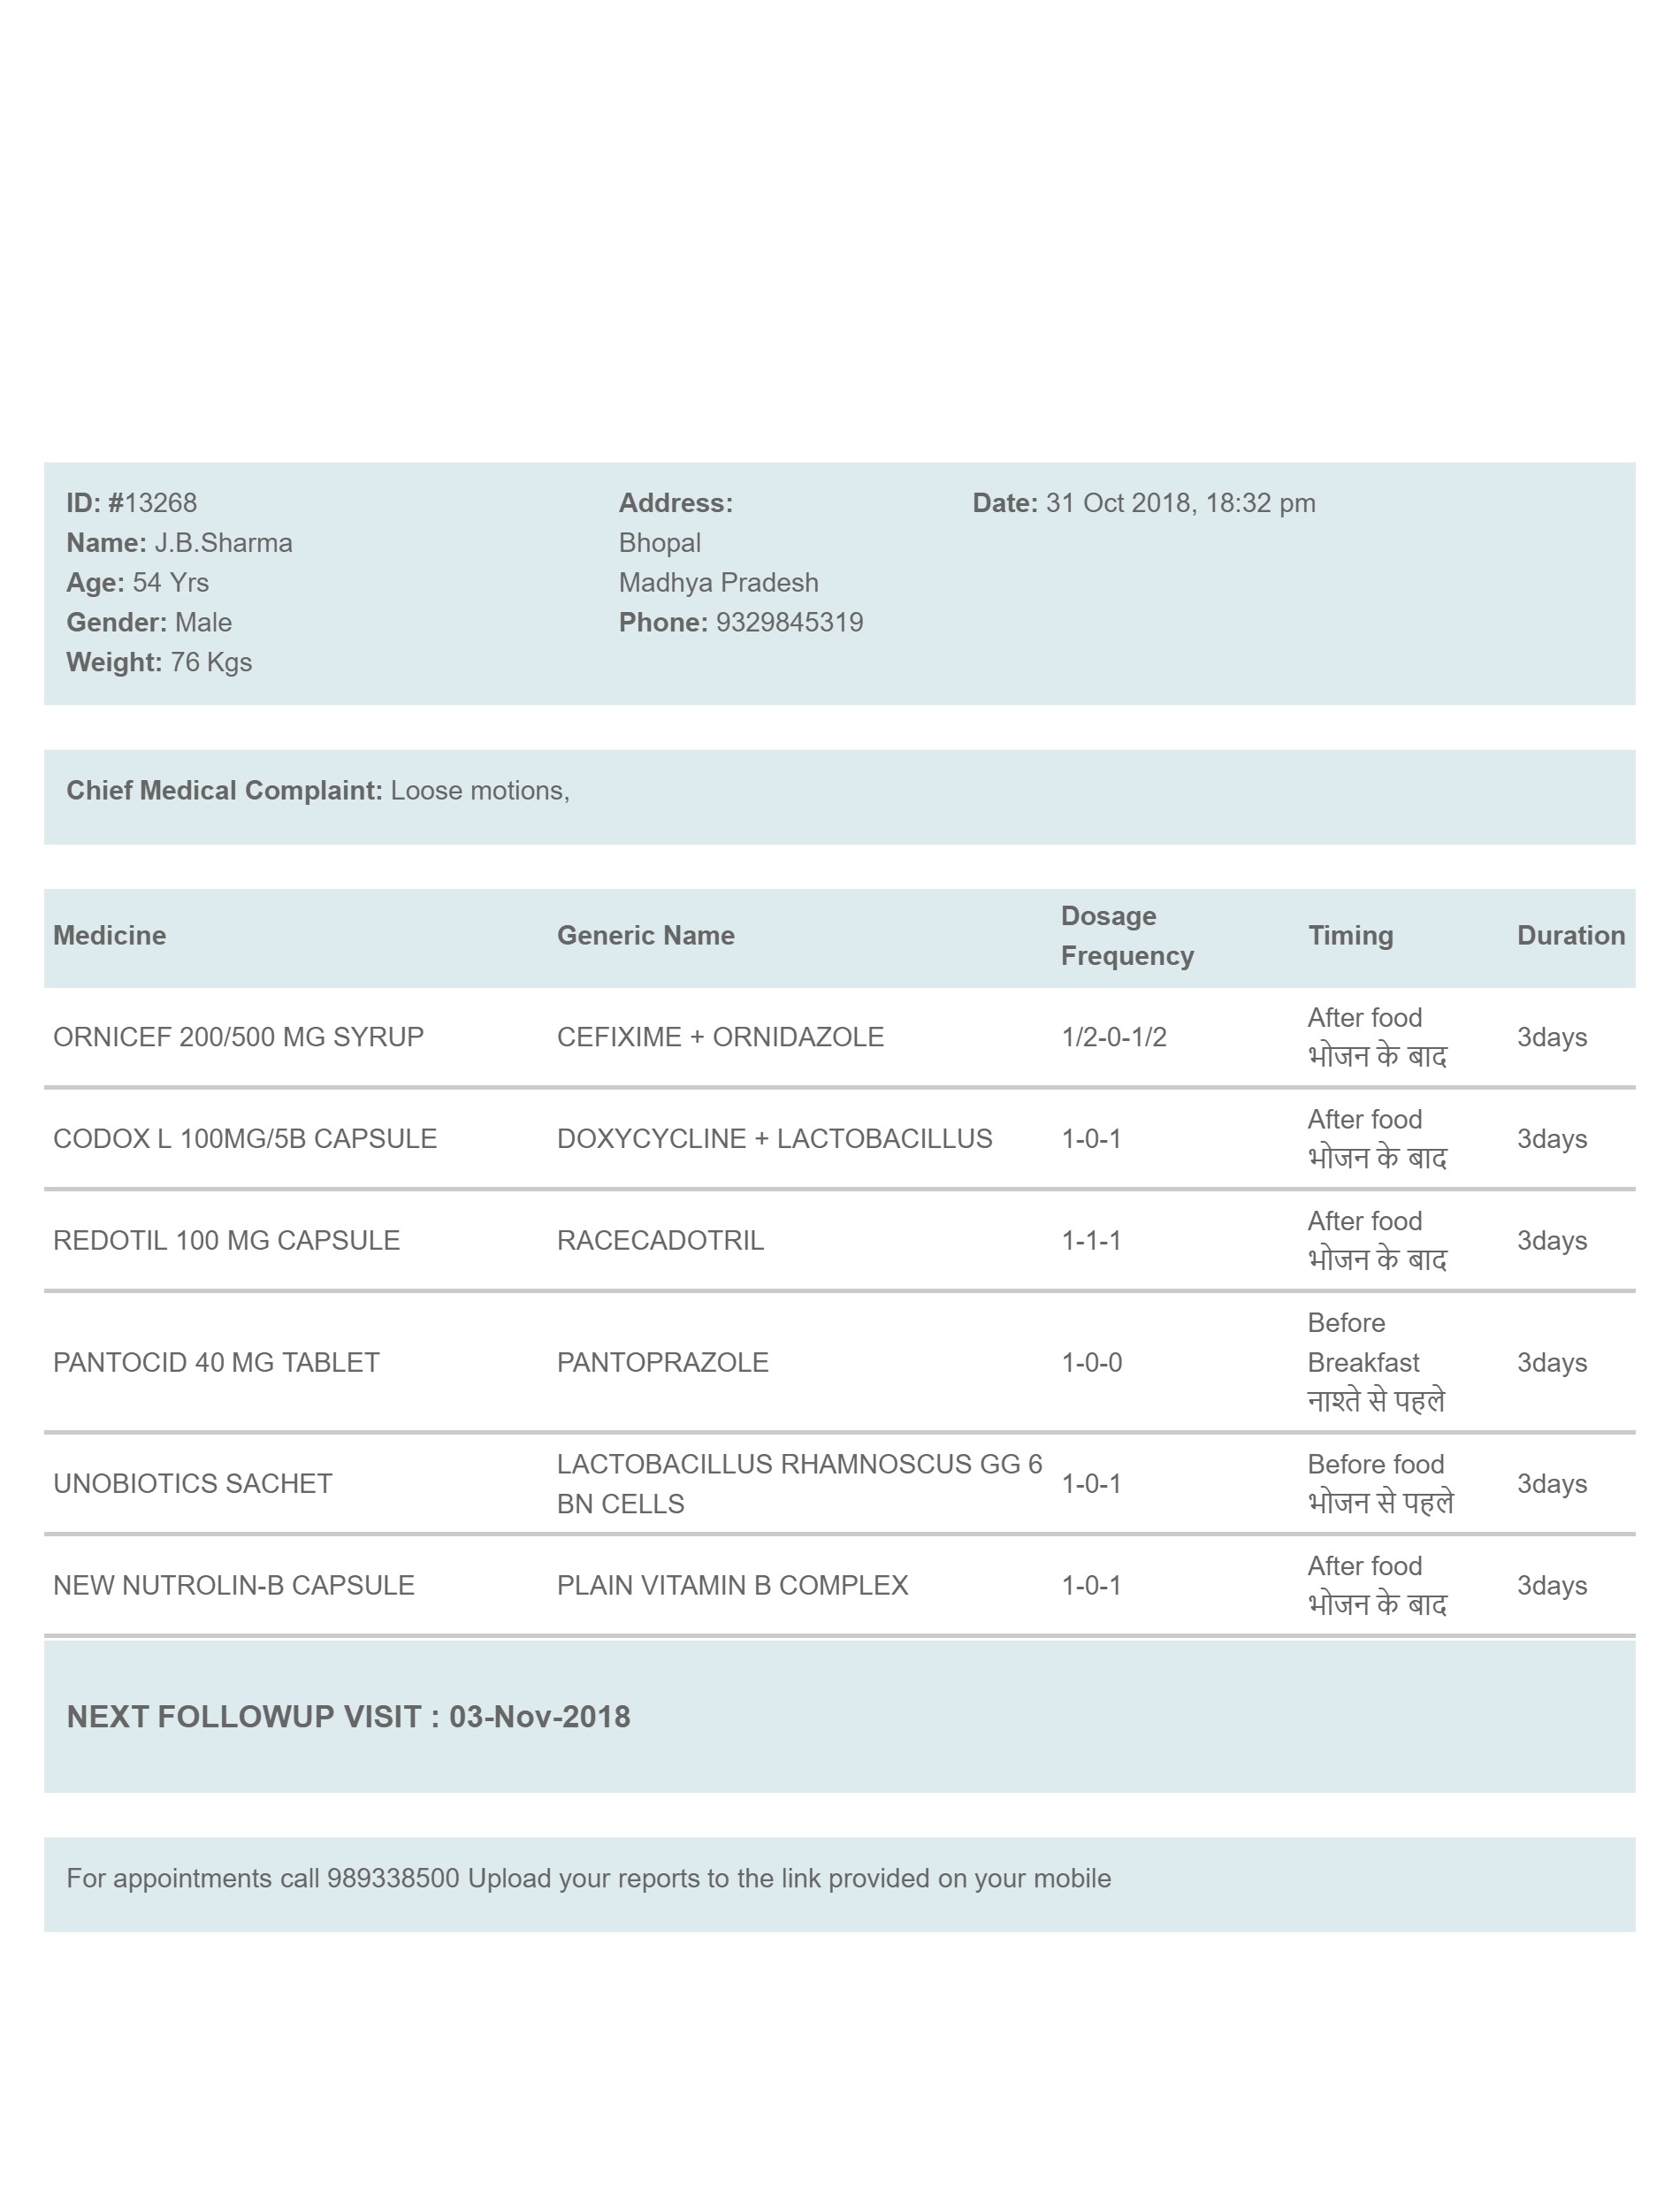 ID: #13268 Address: Date: 31 Oct 2018, 18:32 pm
Name: J.B.Sharma Bhopal
Age: 54 Yrs Madhya Pradesh
Gender: Male Phone: 9329845319
Weight: 76 Kgs
Chief Medical Complaint: Loose motions,
Medicine Generic Name Dosage Frequency Timing Duration
ORNICEF 200/500 MG SYRUP CEFIXIME + ORNIDAZOLE 1/2-0-1/2 After food 3days
भोजन के बाद
CODOX L 100MG/5B CAPSULE DOXYCYCLINE + LACTOBACILLUS 1-0-1 After food 3days
भोजन के बाद
REDOTIL 100 MG CAPSULE RACECADOTRIL 1-1-1 After food 3days
भोजन के बाद
PANTOCID 40 MG TABLET PANTOPRAZOLE 1-0-0 Before Breakfast 3days
नाश्ते से पहले
UNOBIOTICS SACHET LACTOBACILLUS RHAMNOSCUS GG 6 BN CELLS 1-0-1 Before food 3days
भोजन से पहले
NEW NUTROLIN-B CAPSULE PLAIN VITAMIN B COMPLEX 1-0-1 After food 3days
भोजन के बाद
NEXT FOLLOWUP VISIT : 03-Nov-2018
For appointments call 989338500 Upload your reports to the link provided on your mobile